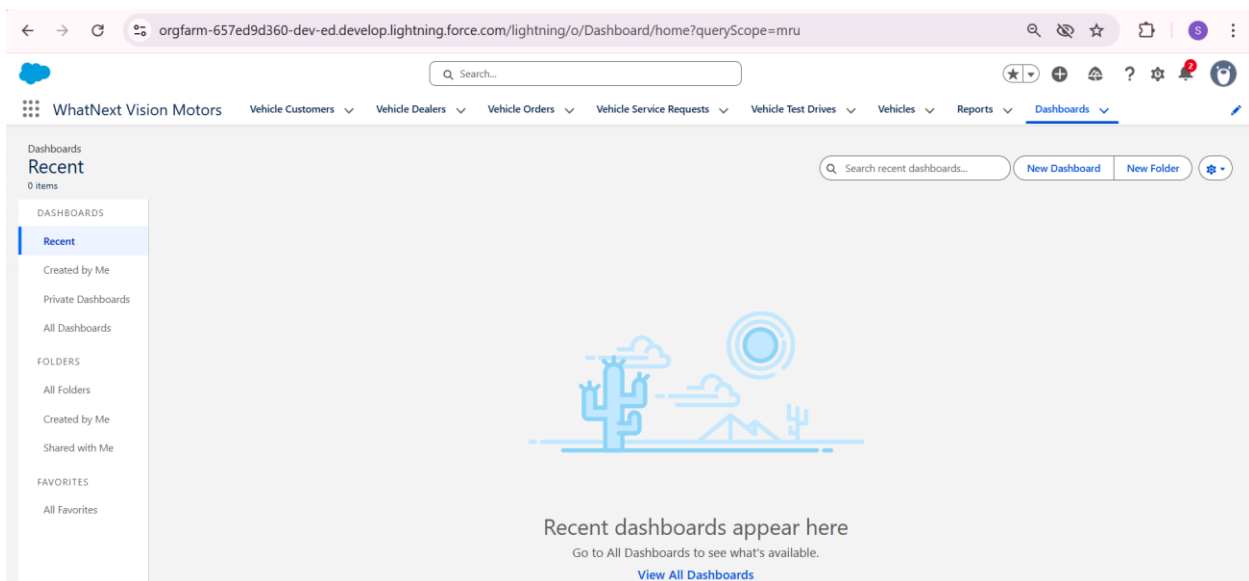 orgfarm-657ed9d360-dev-ed.develop.lightning.force.com/lightning/o/Dashboard/home?queryScope=mru
S
Search...
2
WhatNext Vision Motors Vehicle Customers Vehicle Dealers Vehicle Orders Vehicle Service Requests Vehicle Test Drives Vehicles Reports Dashboards
Dashboards
Recent
0 items
Search recent dashboards...
New Dashboard
New Folder
DASHBOARDS
Recent
Created by Me
Private Dashboards
All Dashboards
FOLDERS
All Folders
Created by Me
Shared with Me
FAVORITES
All Favorites
Recent dashboards appear here
Go to All Dashboards to see what's available.
View All Dashboards